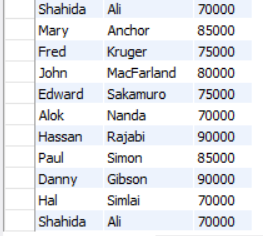 Shahida Ali 70000
Mary Anchor 85000
Fred Kruger 75000
John MacFarland 80000
Edward Sakamuro 75000
Alok Nanda 70000
Hassan Rajabi 90000
Paul Simon 85000
Danny Gibson 90000
Hal Simlai 70000
Shahida Ali 70000